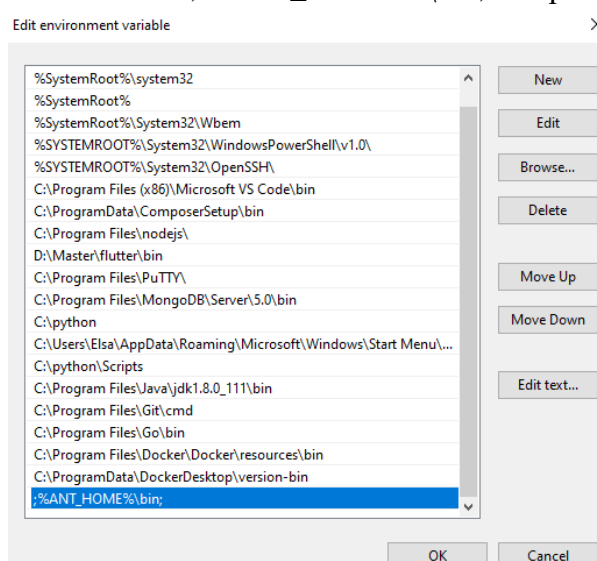 Edit environment variable
%SystemRoot%\system32
%SystemRoot%
%SystemRoot%\System32\Wbem
%SYSTEMROOT%\System32\WindowsPowerShell\v1.0\
%SYSTEMROOT%\System32\OpenSSH\
C:\Program Files (x86)\Microsoft VS Code\bin
C:\ProgramData\ComposerSetup\bin
C:\Program Files\nodejs\
D:\Master\flutter\bin
C:\Program Files\PuTTY\
C:\Program Files\MongoDB\Server\5.0\bin
C:\python
C:\Users\Elsa\AppData\Roaming\Microsoft\Windows\Start Menu\...
C:\python\Scripts
C:\Program Files\Java\jdk1.8.0_111\bin
C:\Program Files\Git\cmd
C:\Program Files\Go\bin
C:\Program Files\Docker\Docker\resources\bin
C:\ProgramData\DockerDesktop\version-bin
;%ANT_HOME%\bin;
New
Edit
Browse...
Delete
Move Up
Move Down
Edit text...
OK
Cancel